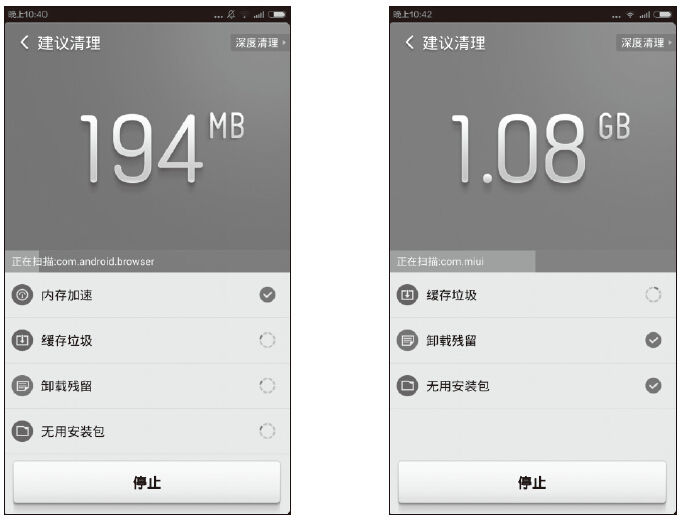 晚上10:40
建议清理
深度清理
194 MB
正在扫描:com.android.browser
内存加速
缓存垃圾
卸载残留
无用安装包
停止
晚上10:42
建议清理
深度清理
1.08 GB
正在扫描:com.miui
缓存垃圾
卸载残留
无用安装包
停止